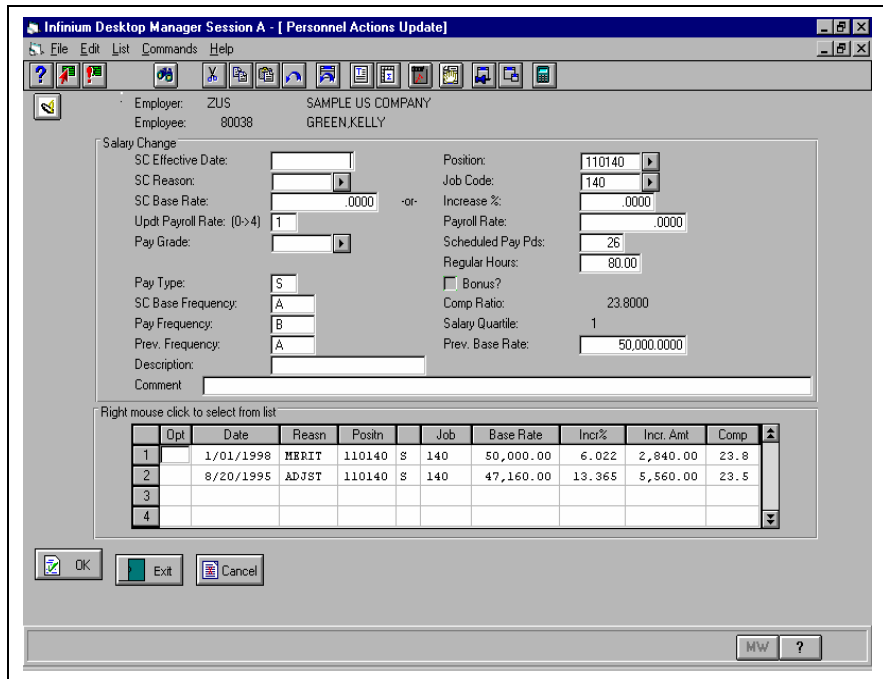 Infinium Desktop Manager Session A - [ Personnel Actions Update]
File Edit List Commands Help
Employer: ZUS SAMPLE US COMPANY
Employee: 80038 GREEN,KELLY
Salary Change
SC Effective Date: Position: 110140
SC Reason: Job Code: 140
SC Base Rate: .0000 -or- Increase %: .0000
Updt Payroll Rate: (0->4) 1 Payroll Rate: .0000
Pay Grade: Scheduled Pay Pds: 26
Regular Hours: 80.00
Pay Type: S Bonus?
SC Base Frequency: A Comp Ratio: 23.8000
Pay Frequency: B Salary Quartile: 1
Prev. Frequency: A Prev. Base Rate: 50,000.0000
Description:
Comment
Right mouse click to select from list
Opt Date Reasn Positn Job Base Rate Incr% Incr. Amt Comp
1 1/01/1998 MERIT 110140 S 140 50,000.00 6.022 2,840.00 23.8
2 8/20/1995 ADJST 110140 S 140 47,160.00 13.365 5,560.00 23.5
3
4
OK Exit Cancel
MW ?